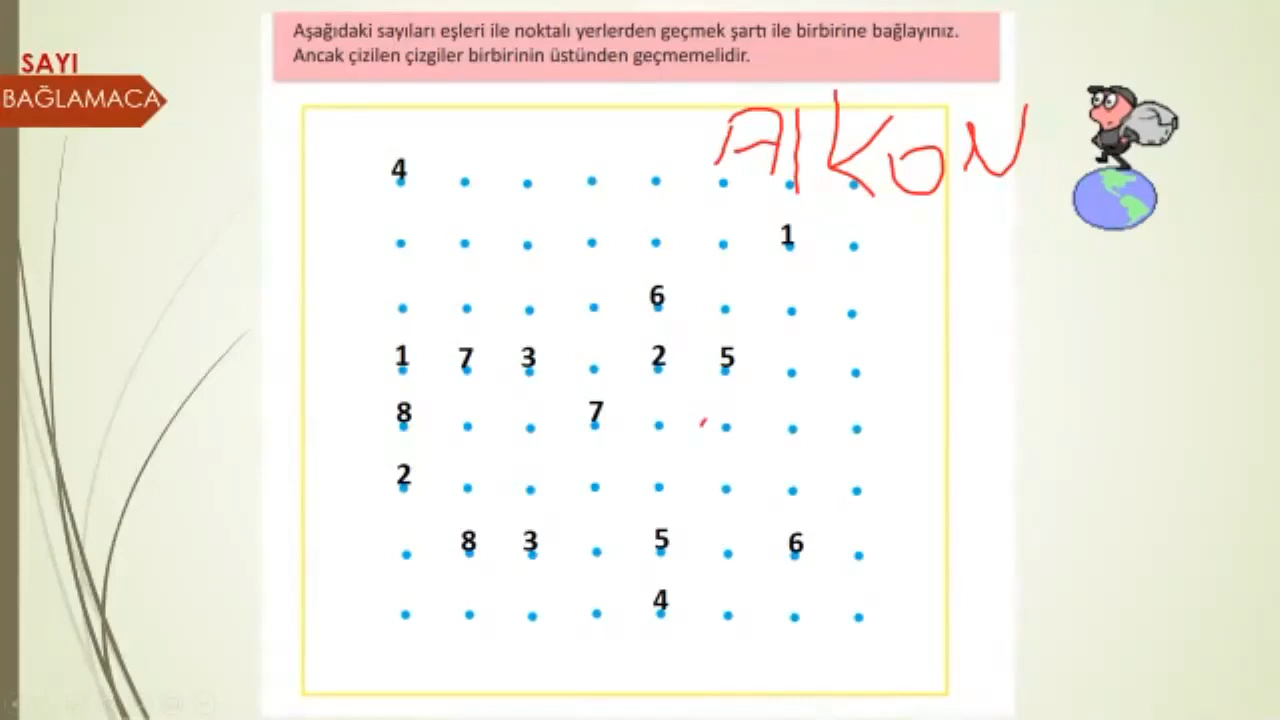 Aşağıdaki sayıları eşleri ile noktalı yerlerden geçmek şartı ile birbirine bağlayınız.
Ancak çizilen çizgiler birbirinin üstünden geçmemelidir.
SAYI
BAĞLAMACA
AIKON
4
1
6
1 7 3 2 5
8 7
2
8 3 5 6
4